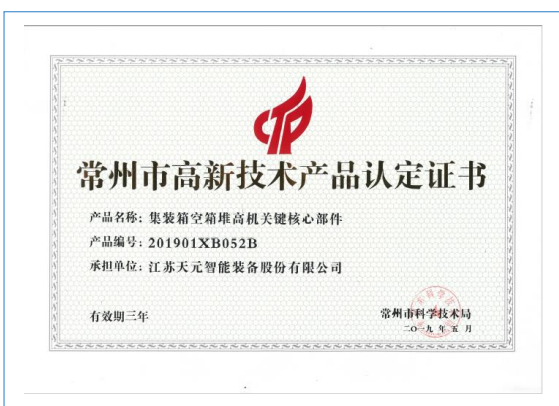 常州市高新技术产品认定证书
产品名称：集装箱空箱堆高机关键核心部件
产品编号：201901XB052B
承担单位：江苏天元智能装备股份有限公司
有效期三年
常州市科学技术局
二〇一九年五月